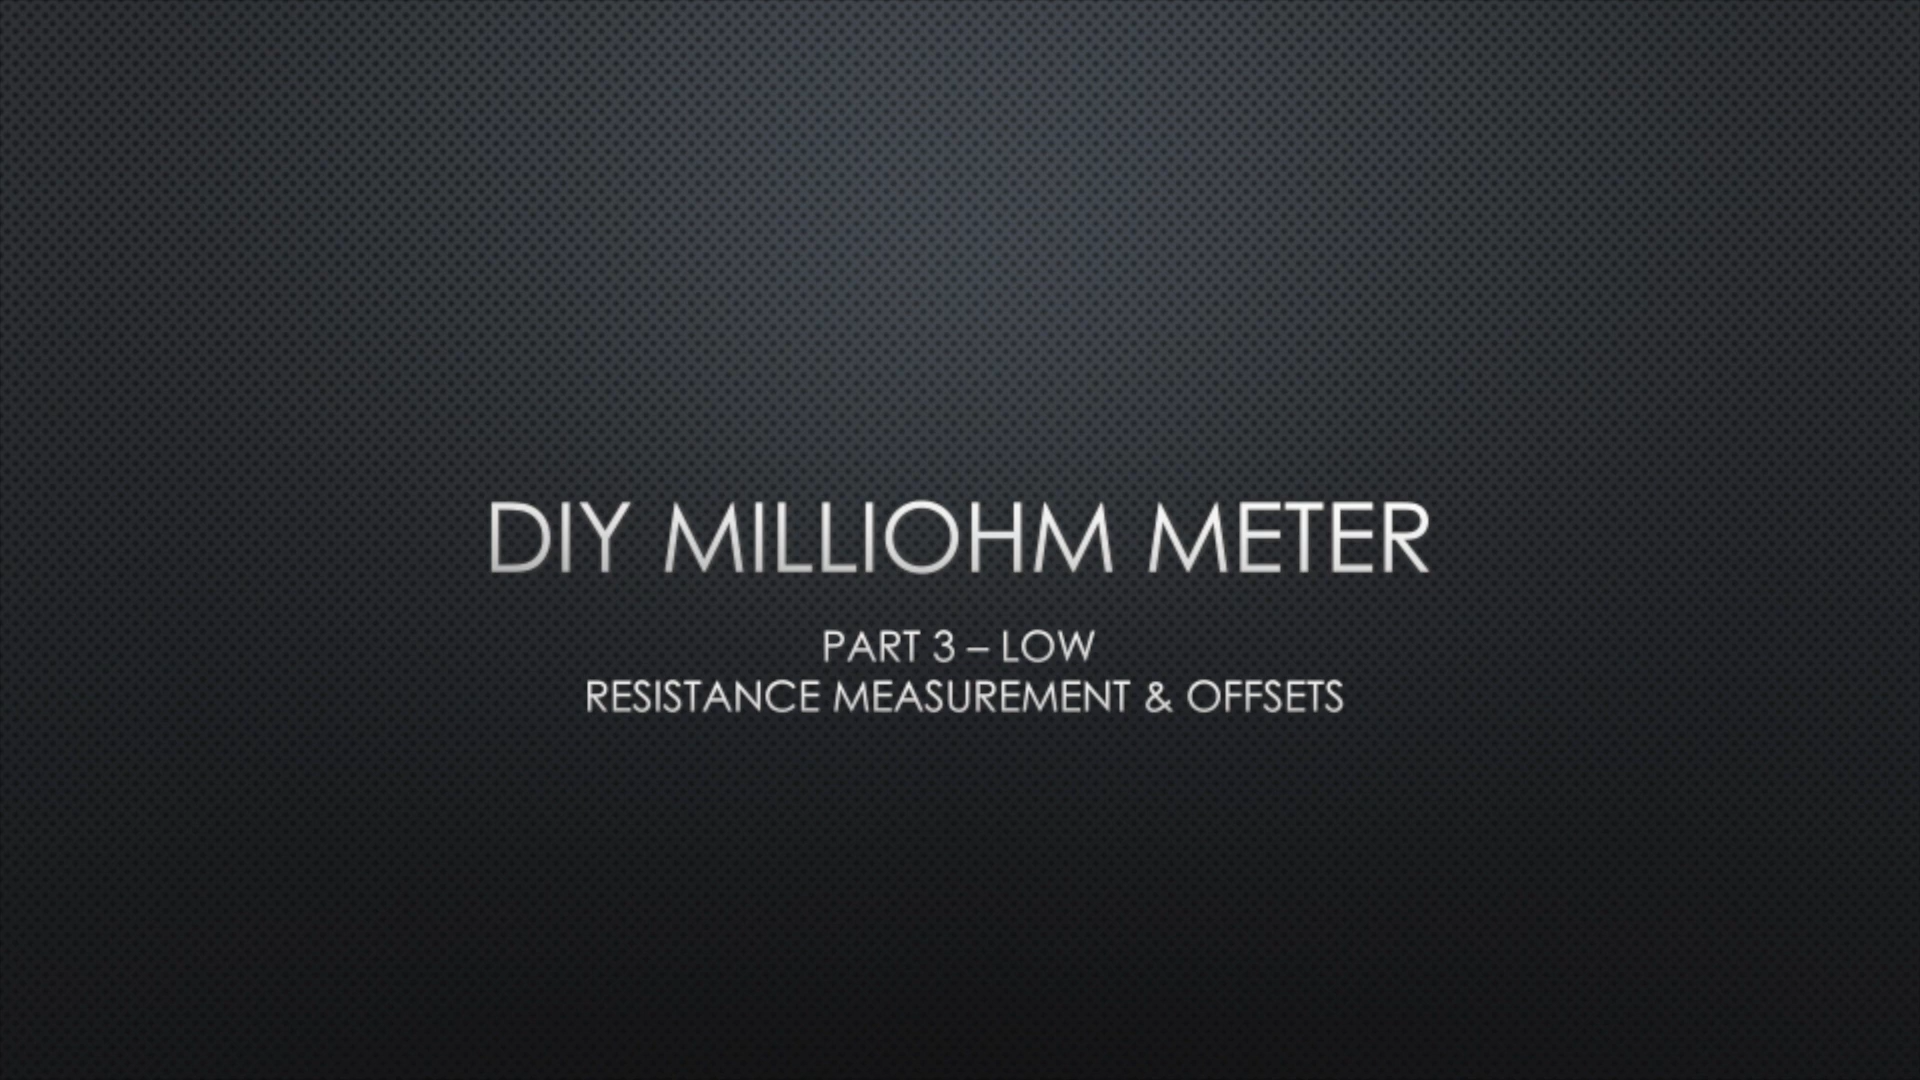 DIY MILLIOHM METER
PART 3 – LOW
RESISTANCE MEASUREMENT & OFFSETS